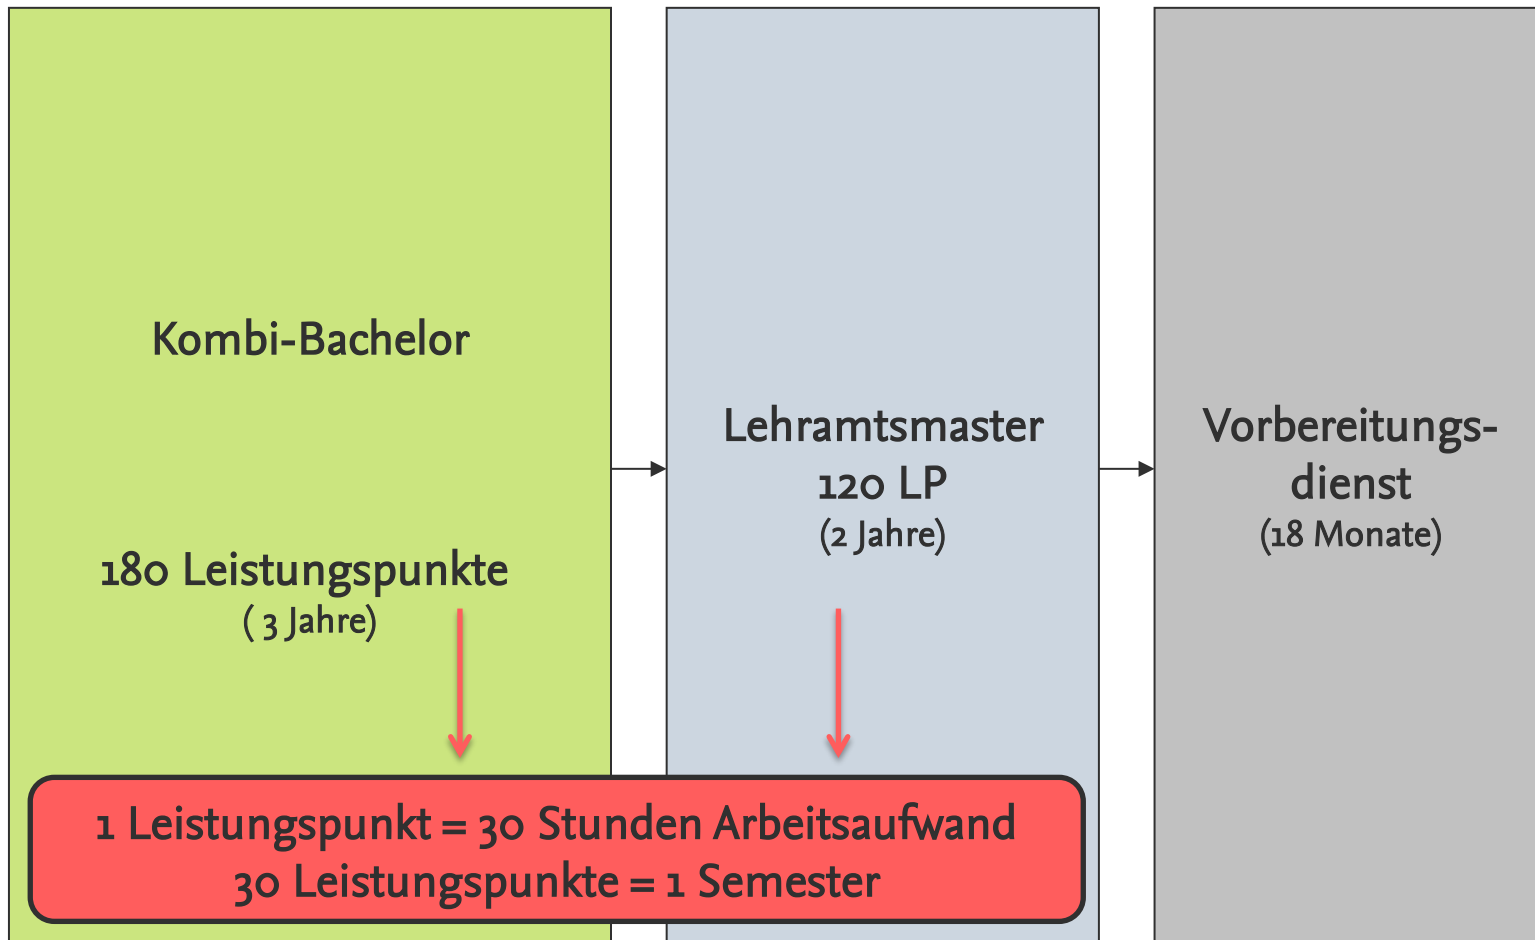 Kombi-Bachelor
180 Leistungspunkte
( 3 Jahre)
Lehramtsmaster
120 LP
(2 Jahre)
Vorbereitungs-
dienst
(18 Monate)
1 Leistungspunkt = 30 Stunden Arbeitsaufwand
30 Leistungspunkte = 1 Semester